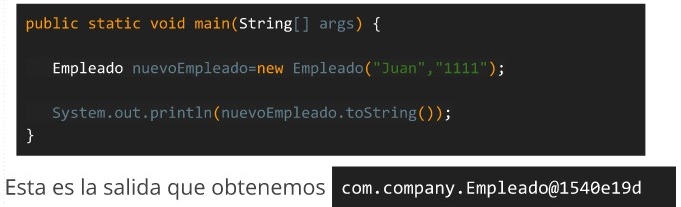 public static void main(String[] args) {
Empleado nuevoEmpleado=new Empleado("Juan","1111");
System.out.println(nuevoEmpleado.toString());
}
Esta es la salida que obtenemos com.company.Empleado@1540e19d